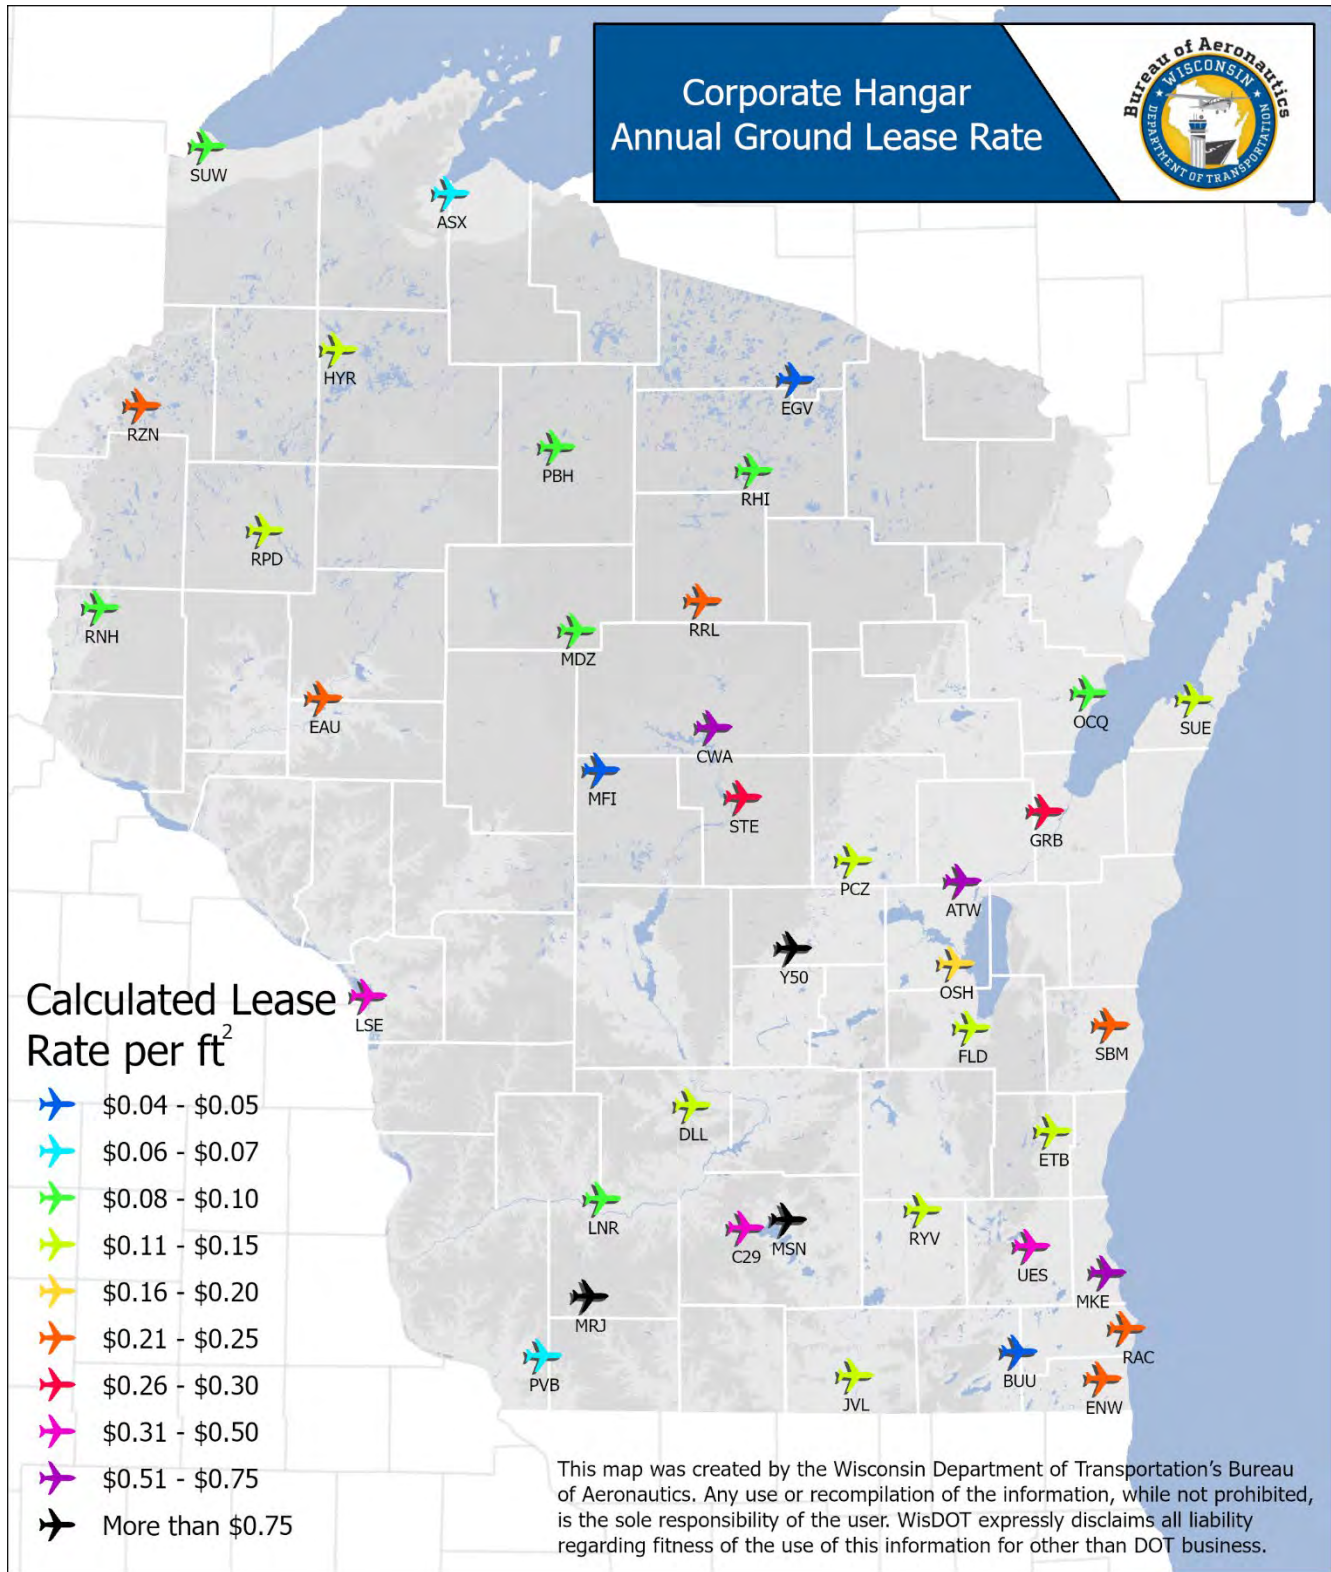 Corporate Hangar
Annual Ground Lease Rate
Bureau of Aeronautics
WISCONSIN
DEPARTMENT OF TRANSPORTATION
SUW
ASX
HYR
EGV
RZN
PBH
RHI
RPD
RNH
RRL
MDZ
EAU
OCQ
SUE
CWA
MFI
STE
GRB
PCZ
ATW
Y50
OSH
LSE
FLD
SBM
DLL
ETB
LNR
C29
MSN
RYV
UES
MKE
MRJ
RAC
PVB
JVL
BUU
ENW
Calculated Lease
Rate per ft2
$0.04 - $0.05
$0.06 - $0.07
$0.08 - $0.10
$0.11 - $0.15
$0.16 - $0.20
$0.21 - $0.25
$0.26 - $0.30
$0.31 - $0.50
$0.51 - $0.75
More than $0.75
This map was created by the Wisconsin Department of Transportation's Bureau
of Aeronautics. Any use or recompilation of the information, while not prohibited,
is the sole responsibility of the user. WisDOT expressly disclaims all liability
regarding fitness of the use of this information for other than DOT business.